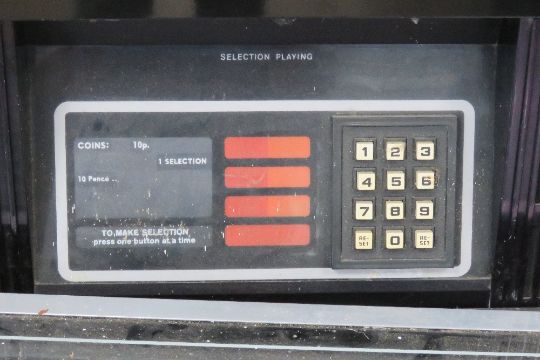 SELECTION PLAYING
COINS: 10p.
1 SELECTION
10 Pence ..
TO MAKE SELECTION
press one button at a time
1 2 3
4 5 6
7 8 9
RE-SET 0 RE-SET